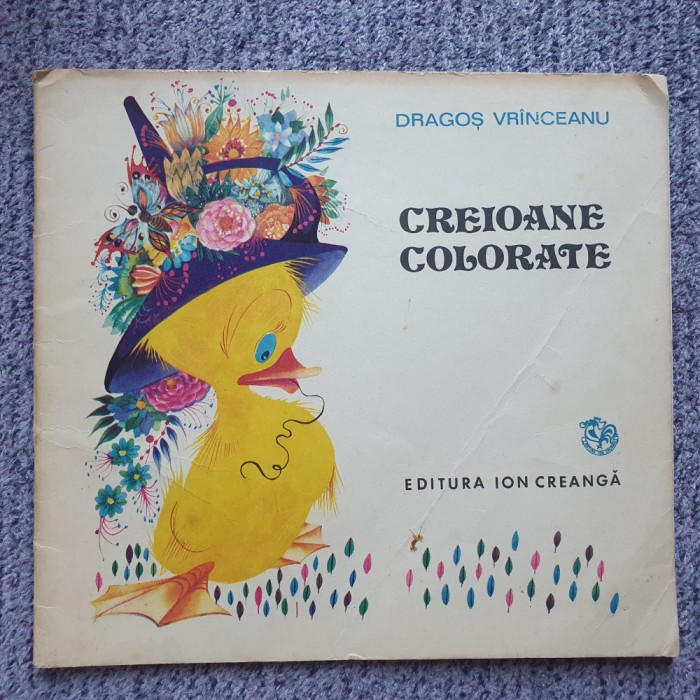 DRAGOȘ VRÎNCEANU
CREIOANE
COLORATE
EDITURA ION CREANGĂ